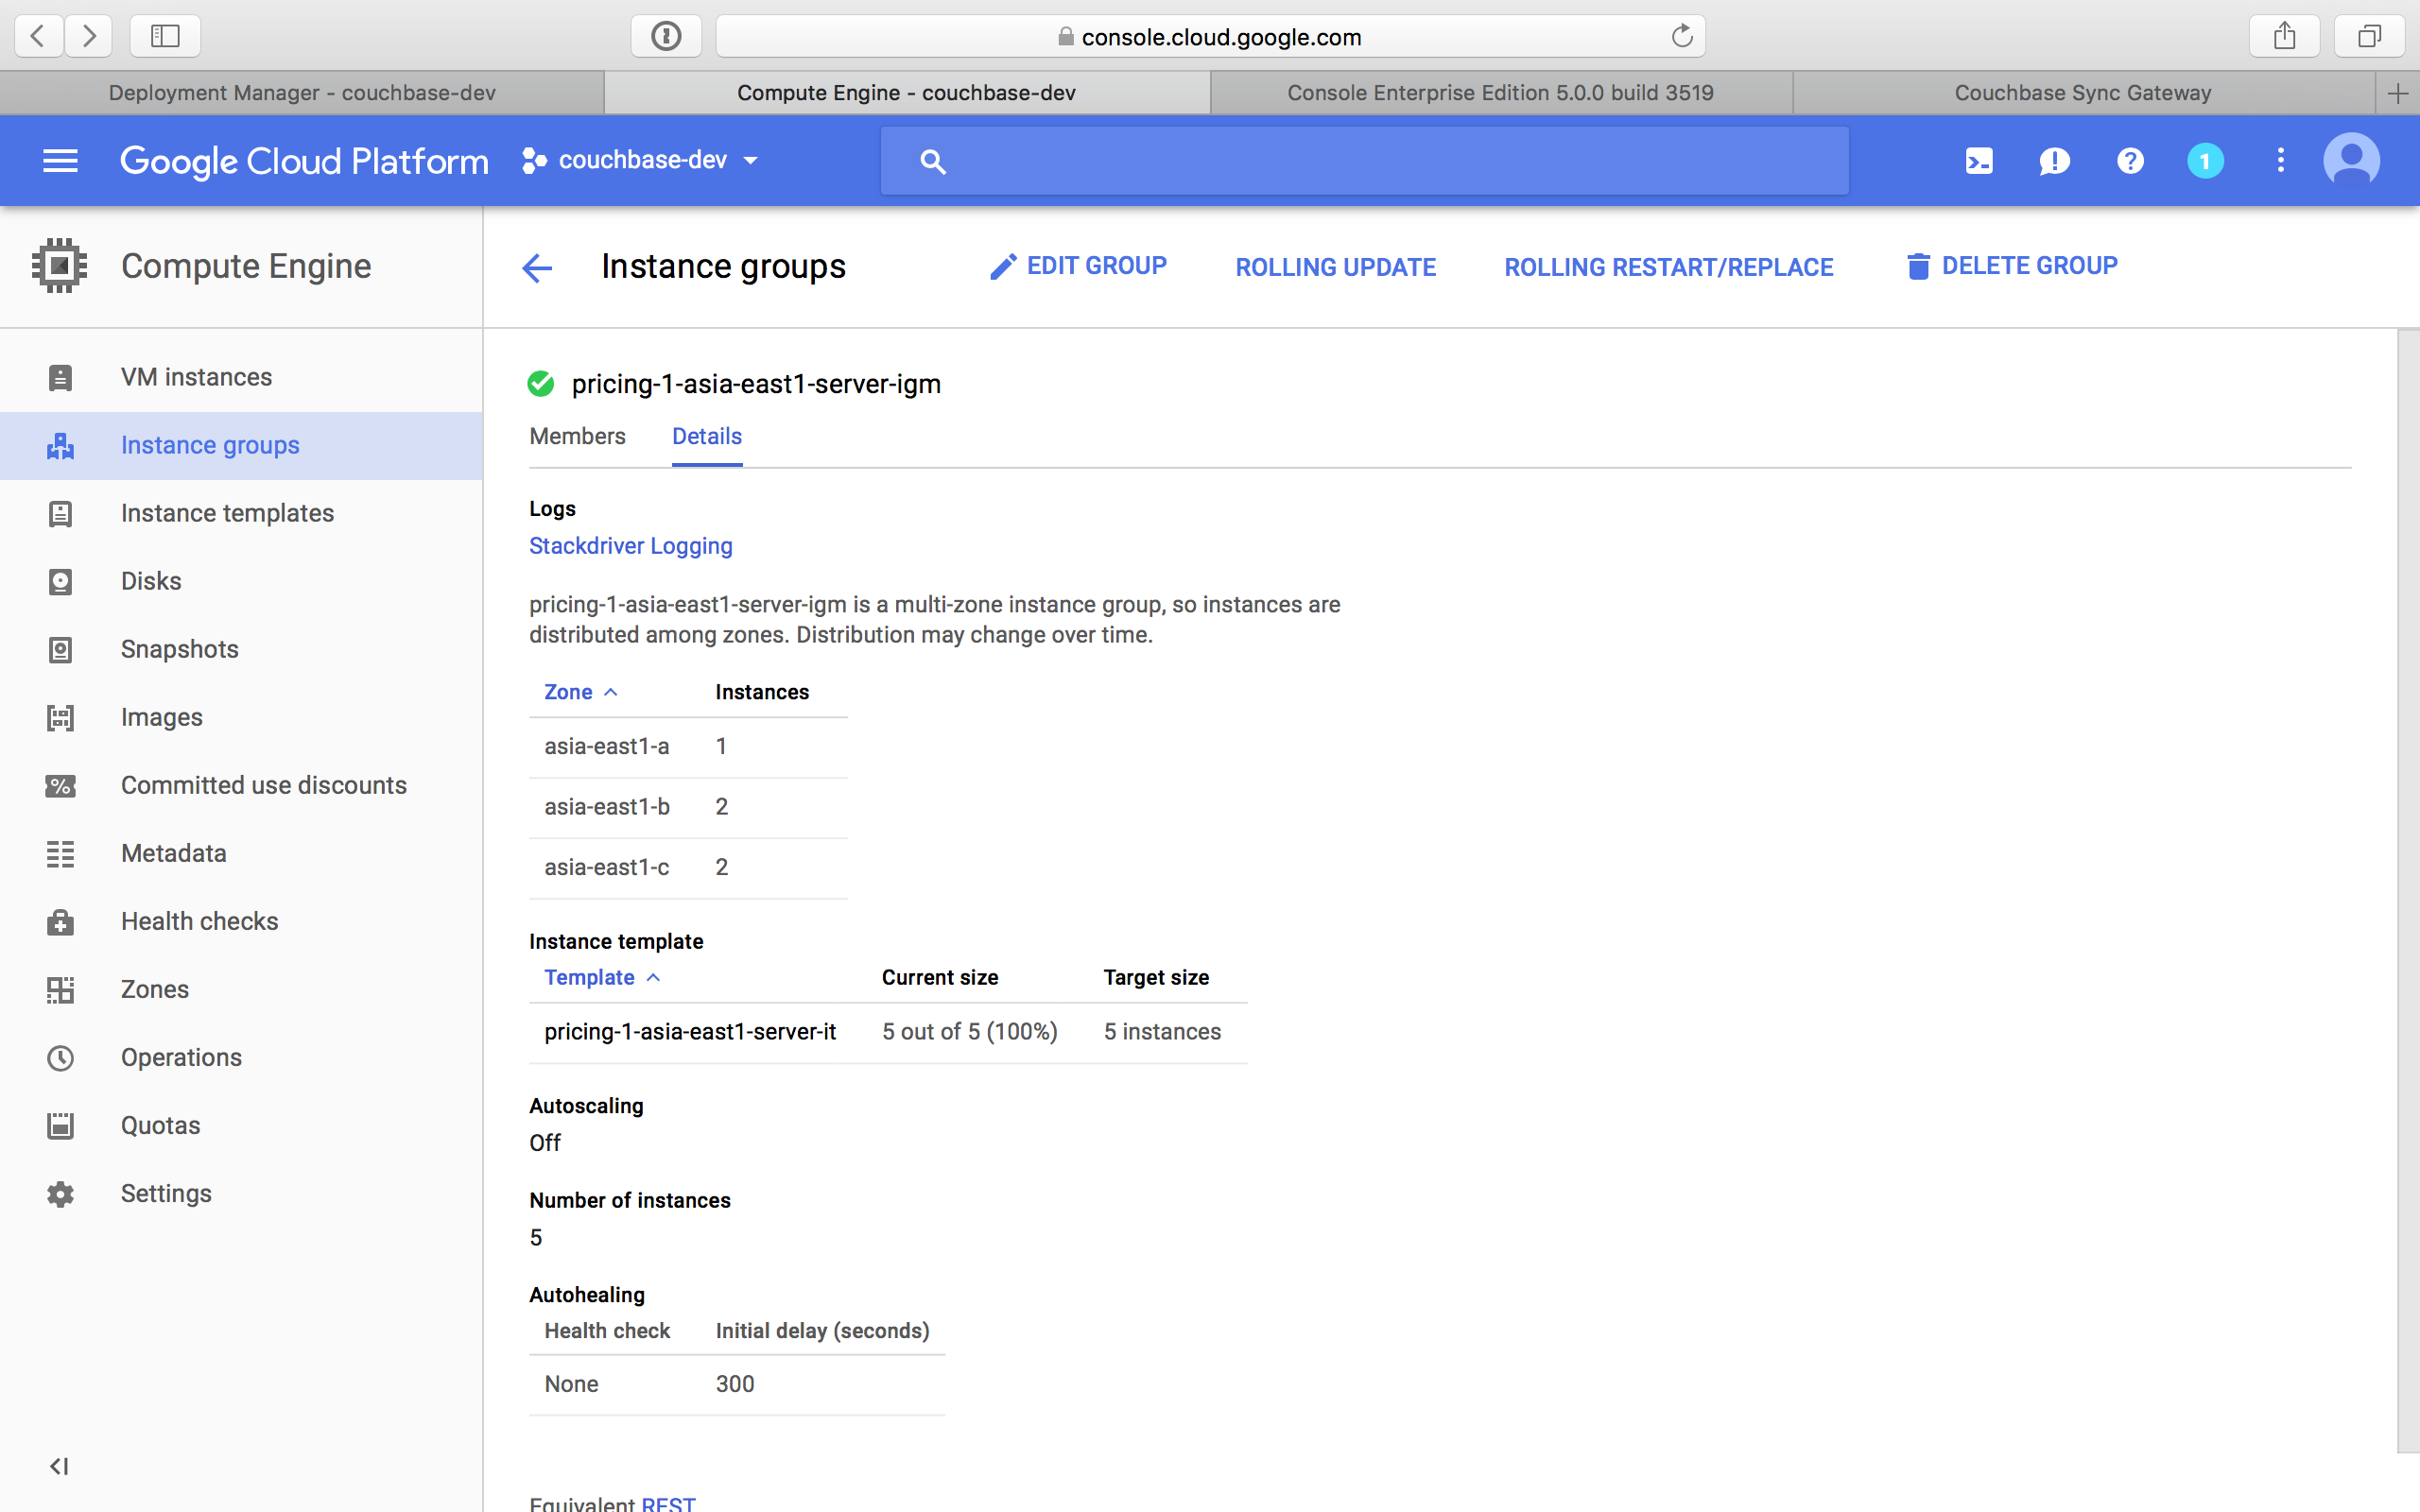 console.cloud.google.com
Deployment Manager - couchbase-dev
Compute Engine - couchbase-dev
Console Enterprise Edition 5.0.0 build 3519
Couchbase Sync Gateway
Google Cloud Platform
couchbase-dev
1
Compute Engine
Instance groups
EDIT GROUP
ROLLING UPDATE
ROLLING RESTART/REPLACE
DELETE GROUP
VM instances
Instance groups
Instance templates
Disks
Snapshots
Images
Committed use discounts
Metadata
Health checks
Zones
Operations
Quotas
Settings
pricing-1-asia-east1-server-igm
Members Details
Logs
Stackdriver Logging
pricing-1-asia-east1-server-igm is a multi-zone instance group, so instances are
distributed among zones. Distribution may change over time.
Zone Instances
asia-east1-a 1
asia-east1-b 2
asia-east1-c 2
Instance template
Template Current size Target size
pricing-1-asia-east1-server-it 5 out of 5 (100%) 5 instances
Autoscaling
Off
Number of instances
5
Autohealing
Health check Initial delay (seconds)
None 300
Equivalent REST